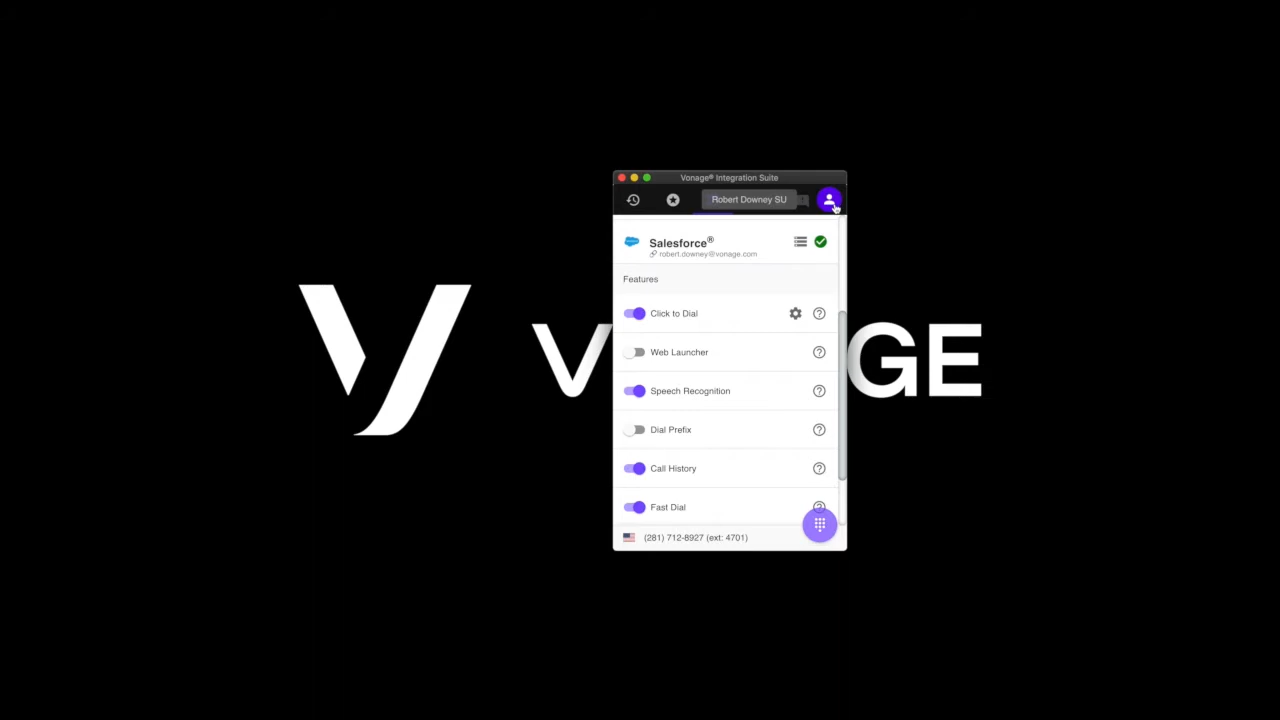 Vonage® Integration Suite
Robert Downey SU
Salesforce®
robert.downey@vonage.com
Features
Click to Dial
Web Launcher
Speech Recognition
Dial Prefix
Call History
Fast Dial
(281) 712-8927 (ext: 4701)
V GE